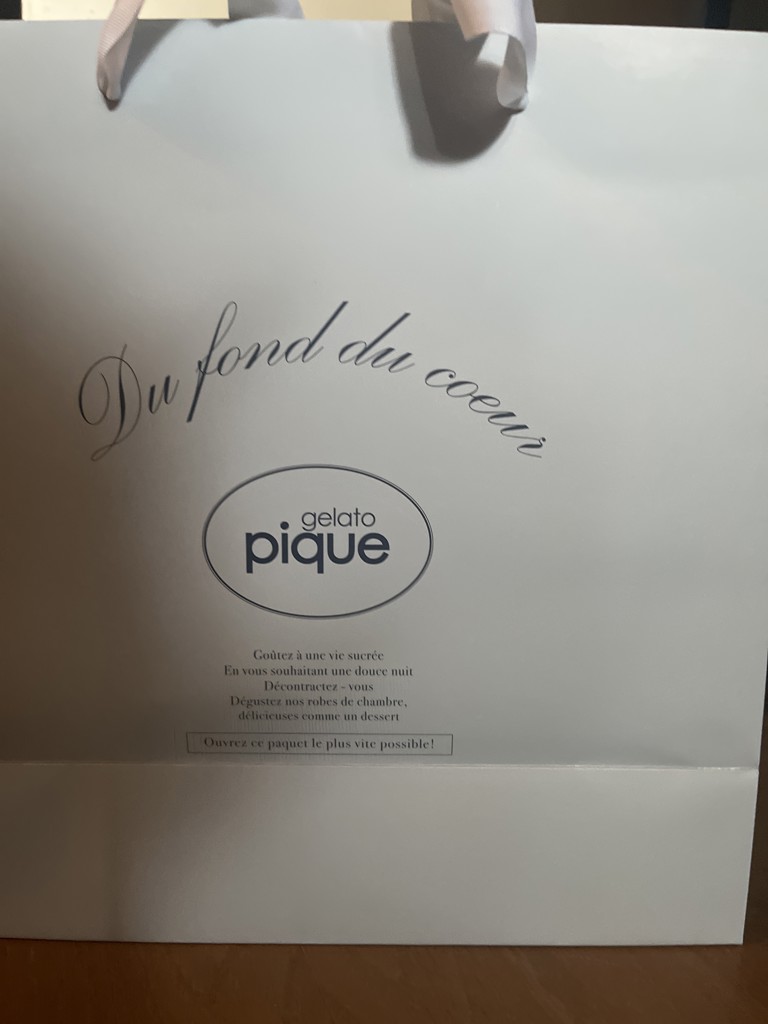 Du fond du coeur
gelato
pique
Goûtez à une vie sucrée
En vous souhaitant une douce nuit
Décontractez - vous
Dégustez nos robes de chambre,
délicieuses comme un dessert
Ouvrez ce paquet le plus vite possible!